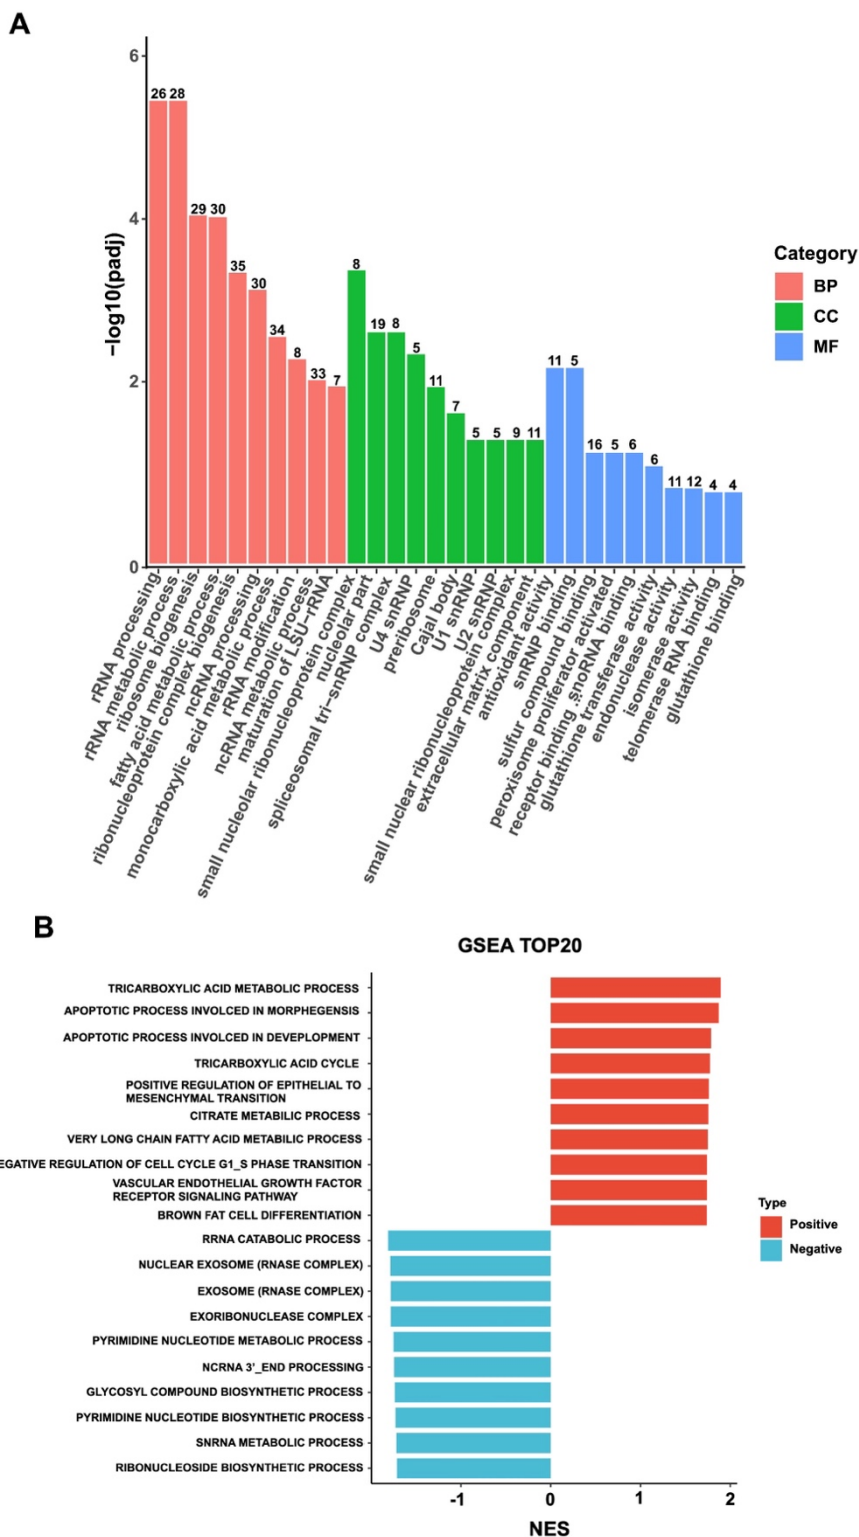 A
6
4
2
0
−log10(padj)
26 28
29 30
35
30
34
8
33
7
8
19 8
5
11
7
5 5 9 11
11 5
16 5 6
6
11 12
4 4
Category
BP
CC
MF
rRNA processing
rRNA metabolic process
ribosome biogenesis
fatty acid metabolic process
ribonucleoprotein complex biogenesis
ncRNA processing
monocarboxylic acid metabolic process
rRNA modification
ncRNA metabolic process
maturation of LSU−rRNA
small nucleolar ribonucleoprotein complex
nucleolar part
spliceosomal tri−snRNP complex
U4 snRNP
preribosome
Cajal body
U1 snRNP
U2 snRNP
small nuclear ribonucleoprotein complex
extracellular matrix component
antioxidant activity
snRNP binding
sulfur compound binding
peroxisome proliferator activated
receptor binding ...
snoRNA binding
glutathione transferase activity
endonuclease activity
isomerase activity
telomerase RNA binding
glutathione binding
B
GSEA TOP20
TRICARBOXYLIC ACID METABOLIC PROCESS
APOPTOTIC PROCESS INVOLCED IN MORPHEGENSIS
APOPTOTIC PROCESS INVOLCED IN DEVEPLOPMENT
TRICARBOXYLIC ACID CYCLE
POSITIVE REGULATION OF EPITHELIAL TO
MESENCHYMAL TRANSITION
CITRATE METABILIC PROCESS
VERY LONG CHAIN FATTY ACID METABILIC PROCESS
EGATIVE REGULATION OF CELL CYCLE G1_S PHASE TRANSITION
VASCULAR ENDOTHELIAL GROWTH FACTOR
RECEPTOR SIGNALING PATHWAY
BROWN FAT CELL DIFFERENTIATION
RRNA CATABOLIC PROCESS
NUCLEAR EXOSOME (RNASE COMPLEX)
EXOSOME (RNASE COMPLEX)
EXORIBONUCLEASE COMPLEX
PYRIMIDINE NUCLEOTIDE METABOLIC PROCESS
NCRNA 3'_END PROCESSING
GLYCOSYL COMPOUND BIOSYNTHETIC PROCESS
PYRIMIDINE NUCLEOTIDE BIOSYNTHETIC PROCESS
SNRNA METABOLIC PROCESS
RIBONUCLEOSIDE BIOSYNTHETIC PROCESS
Type
Positive
Negative
-1 0 1 2
NES